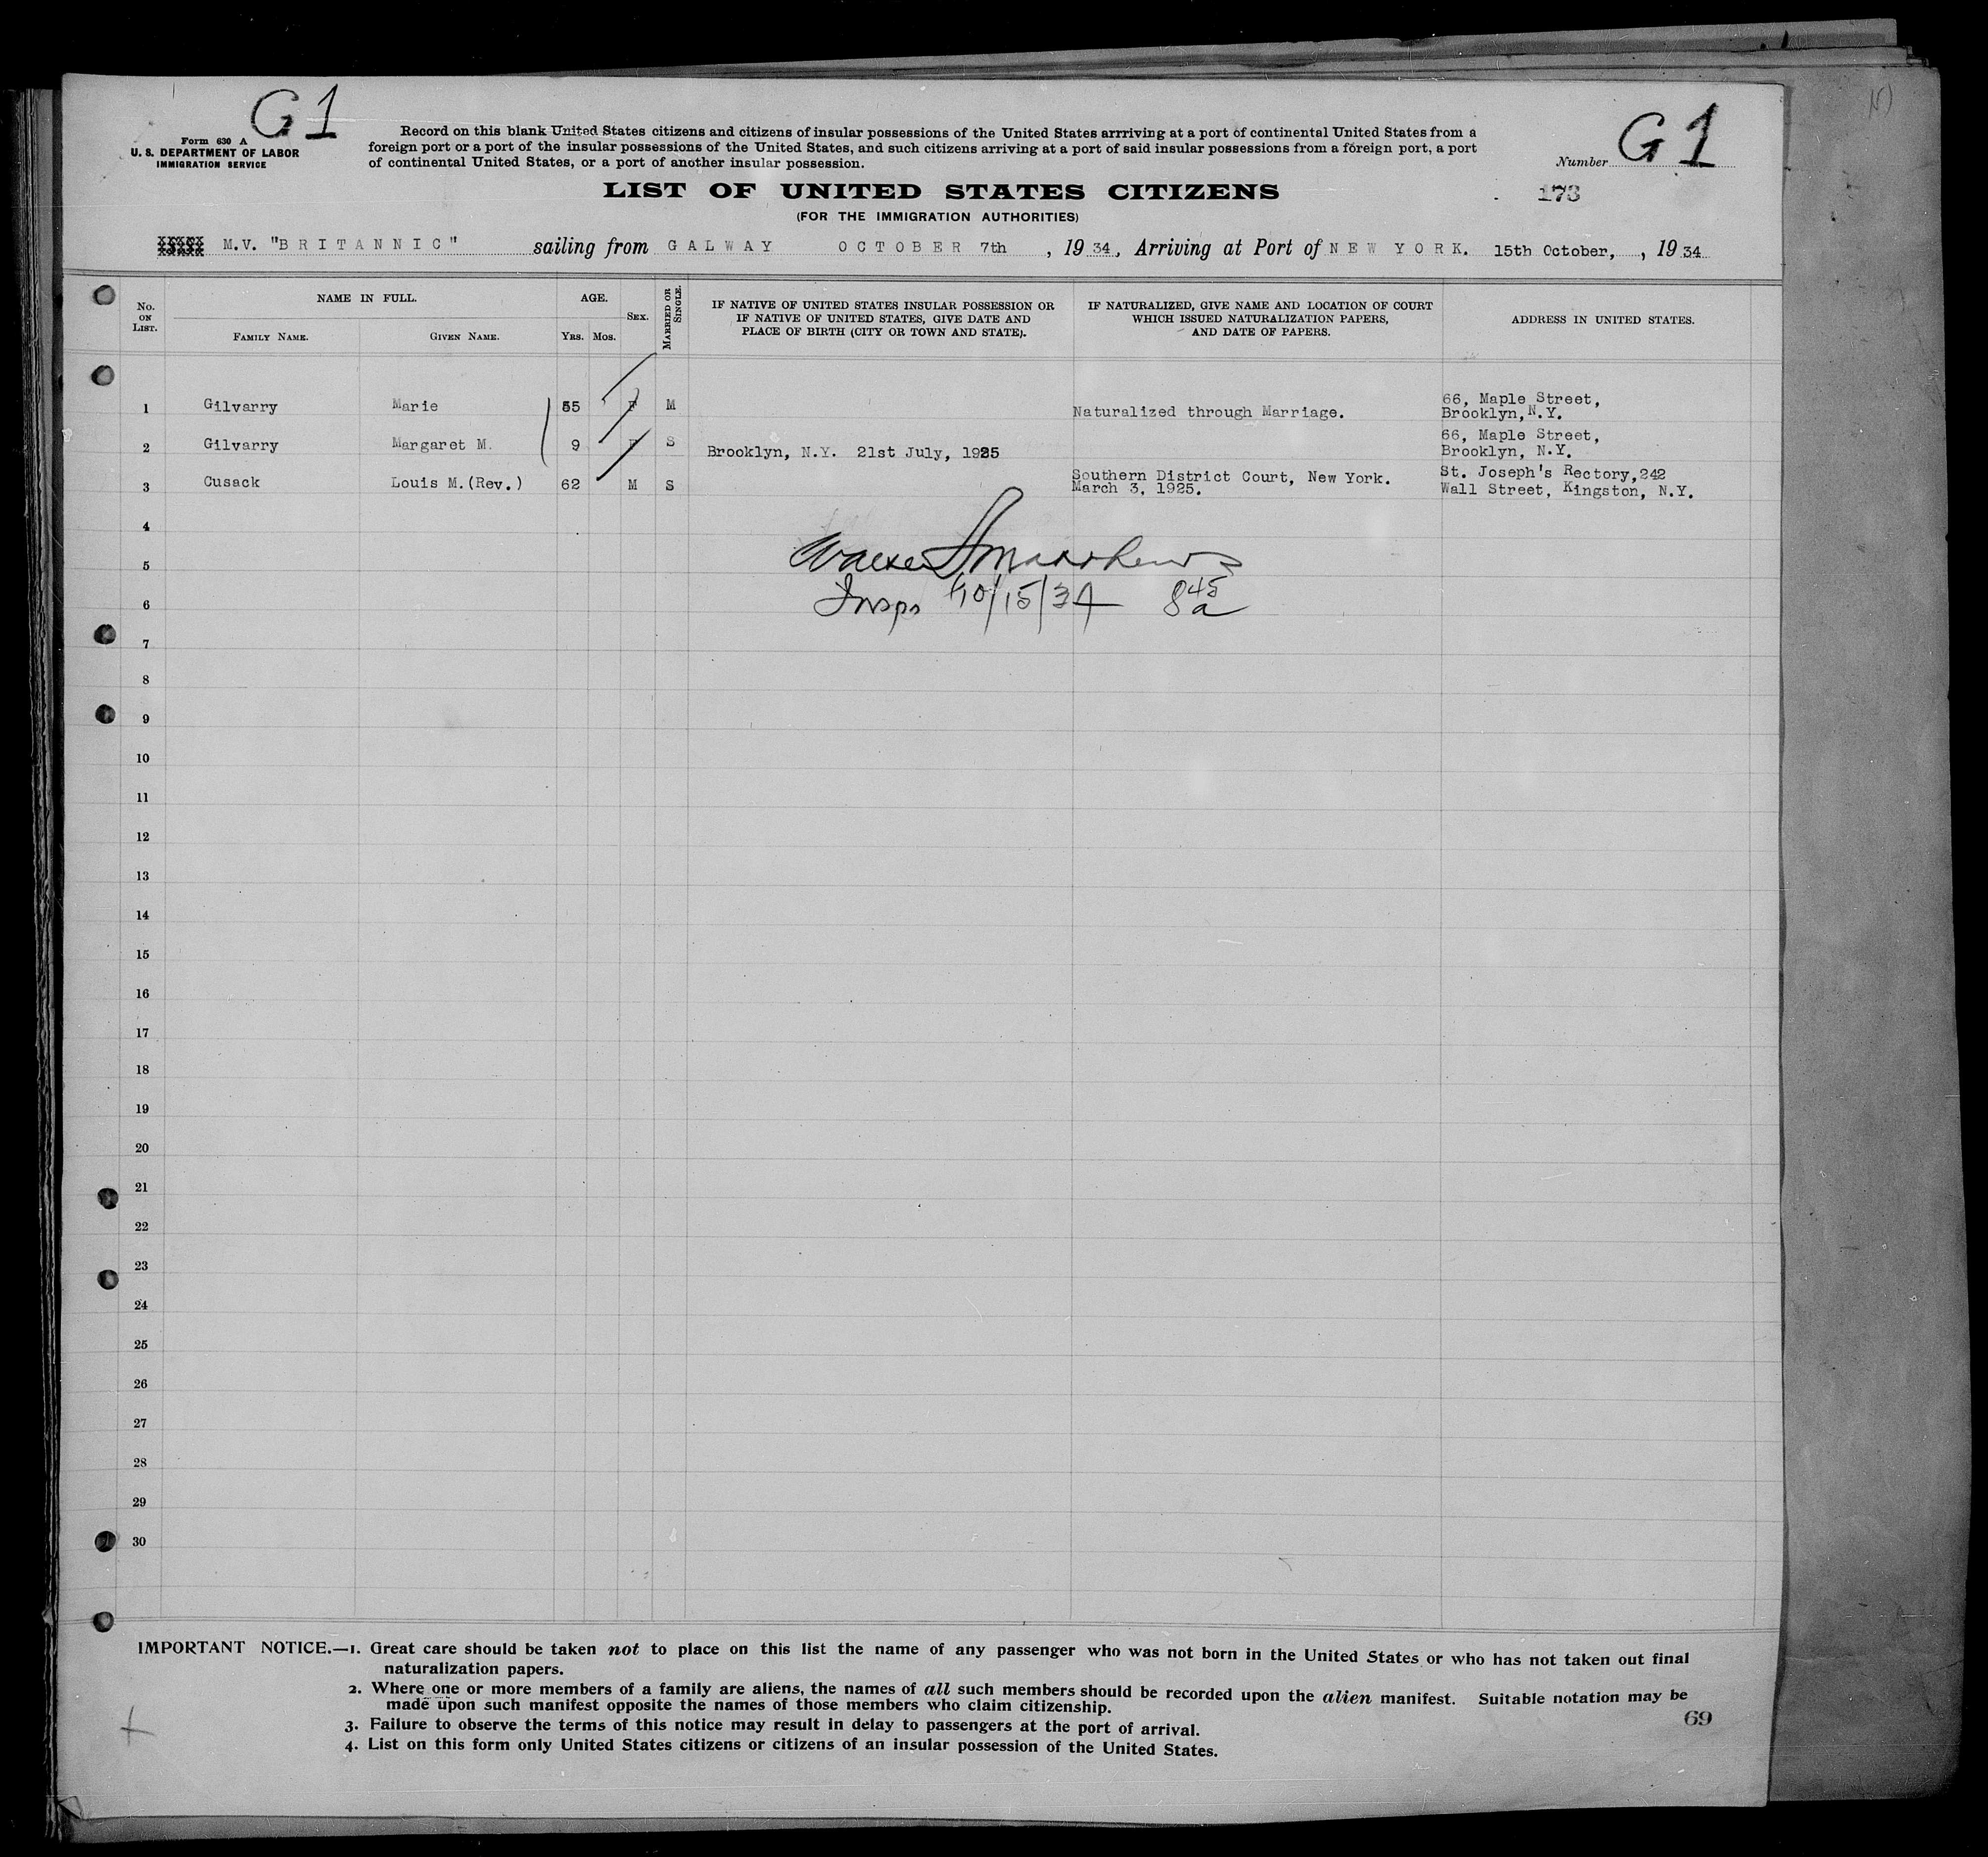 G1
Form 630 A
U. S. DEPARTMENT OF LABOR
IMMIGRATION SERVICE
Record on this blank United States citizens and citizens of insular possessions of the United States arrriving at a port of continental United States from a
foreign port or a port of the insular possessions of the United States, and such citizens arriving at a port of said insular possessions from a foreign port, a port
of continental United States, or a port of another insular possession.
Number G1
LIST OF UNITED STATES CITIZENS
173
(FOR THE IMMIGRATION AUTHORITIES)
M.V. "BRITANNIC" sailing from GALWAY OCTOBER 7th, 1934, Arriving at Port of NEW YORK. 15th October, , 1934
No. ON LIST.
NAME IN FULL.
FAMILY NAME.
GIVEN NAME.
AGE.
YRS. MOS.
SEX.
MARRIED OR SINGLE.
IF NATIVE OF UNITED STATES INSULAR POSSESSION OR
IF NATIVE OF UNITED STATES, GIVE DATE AND
PLACE OF BIRTH (CITY OR TOWN AND STATE).
IF NATURALIZED, GIVE NAME AND LOCATION OF COURT
WHICH ISSUED NATURALIZATION PAPERS,
AND DATE OF PAPERS.
ADDRESS IN UNITED STATES.
1 Gilvarry Marie 55 F M Naturalized through Marriage. 66, Maple Street,
Brooklyn, N.Y.
2 Gilvarry Margaret M. 9 F S Brooklyn, N.Y. 21st July, 1925 66, Maple Street,
Brooklyn, N.Y.
3 Cusack Louis M.(Rev.) 62 M S Southern District Court, New York. St. Joseph's Rectory,242
March 3, 1925. Wall Street, Kingston, N.Y.
4
5
Matthews
6
10/15/34 8 45 a
7
8
9
10
11
12
13
14
15
16
17
18
19
20
21
22
23
24
25
26
27
28
29
30
IMPORTANT NOTICE.—1. Great care should be taken not to place on this list the name of any passenger who was not born in the United States or who has not taken out final
naturalization papers.
2. Where one or more members of a family are aliens, the names of all such members should be recorded upon the alien manifest. Suitable notation may be
made upon such manifest opposite the names of those members who claim citizenship.
3. Failure to observe the terms of this notice may result in delay to passengers at the port of arrival.
4. List on this form only United States citizens or citizens of an insular possession of the United States.
69